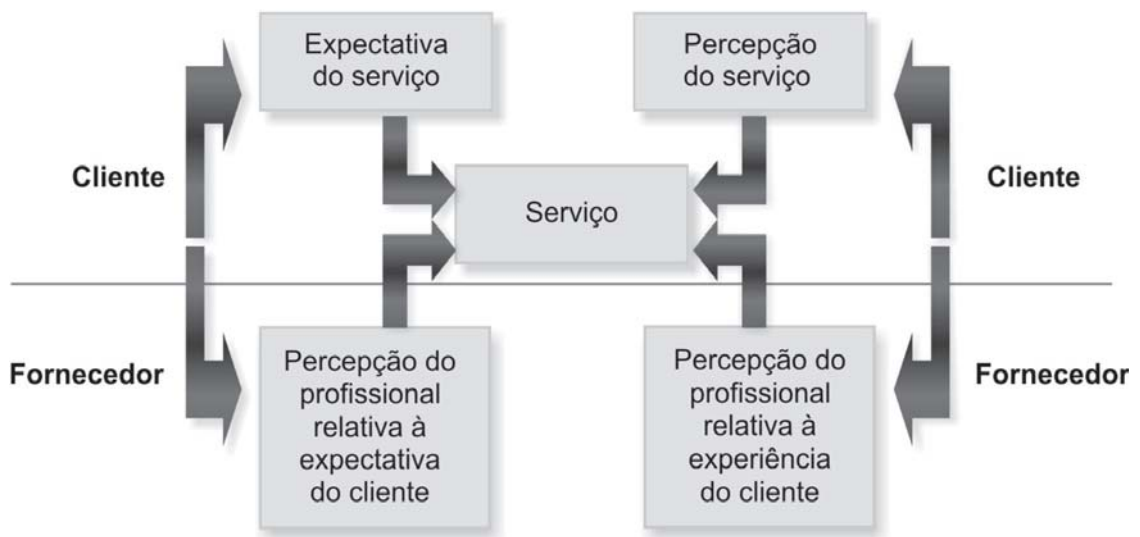 Expectativa
do serviço
Percepção
do serviço
Cliente
Serviço
Cliente
Fornecedor
Percepção do
profissional
relativa à
expectativa
do cliente
Percepção do
profissional
relativa à
experiência
do cliente
Fornecedor